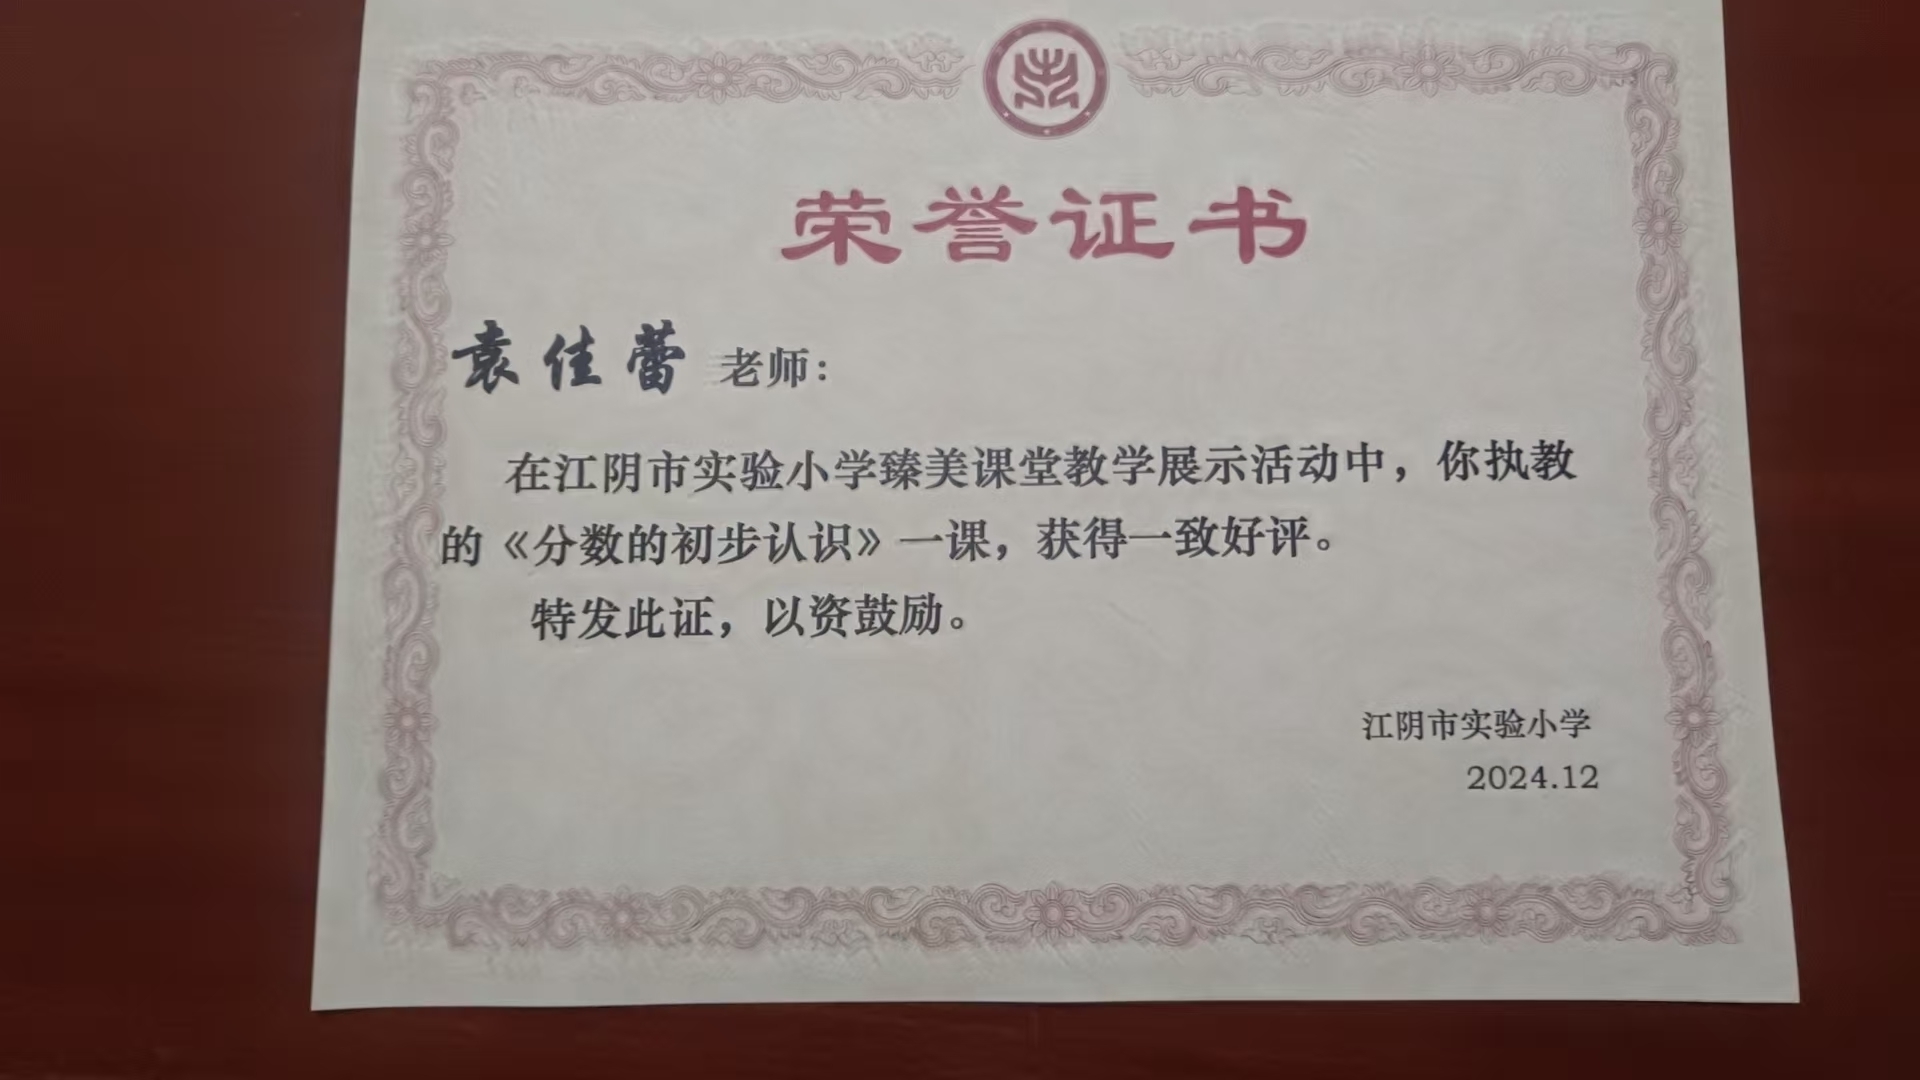 荣誉证书
袁佳蕾 老师：
在江阴市实验小学臻美课堂教学展示活动中，你执教
的《分数的初步认识》一课，获得一致好评。
特发此证，以资鼓励。
江阴市实验小学
2024.12